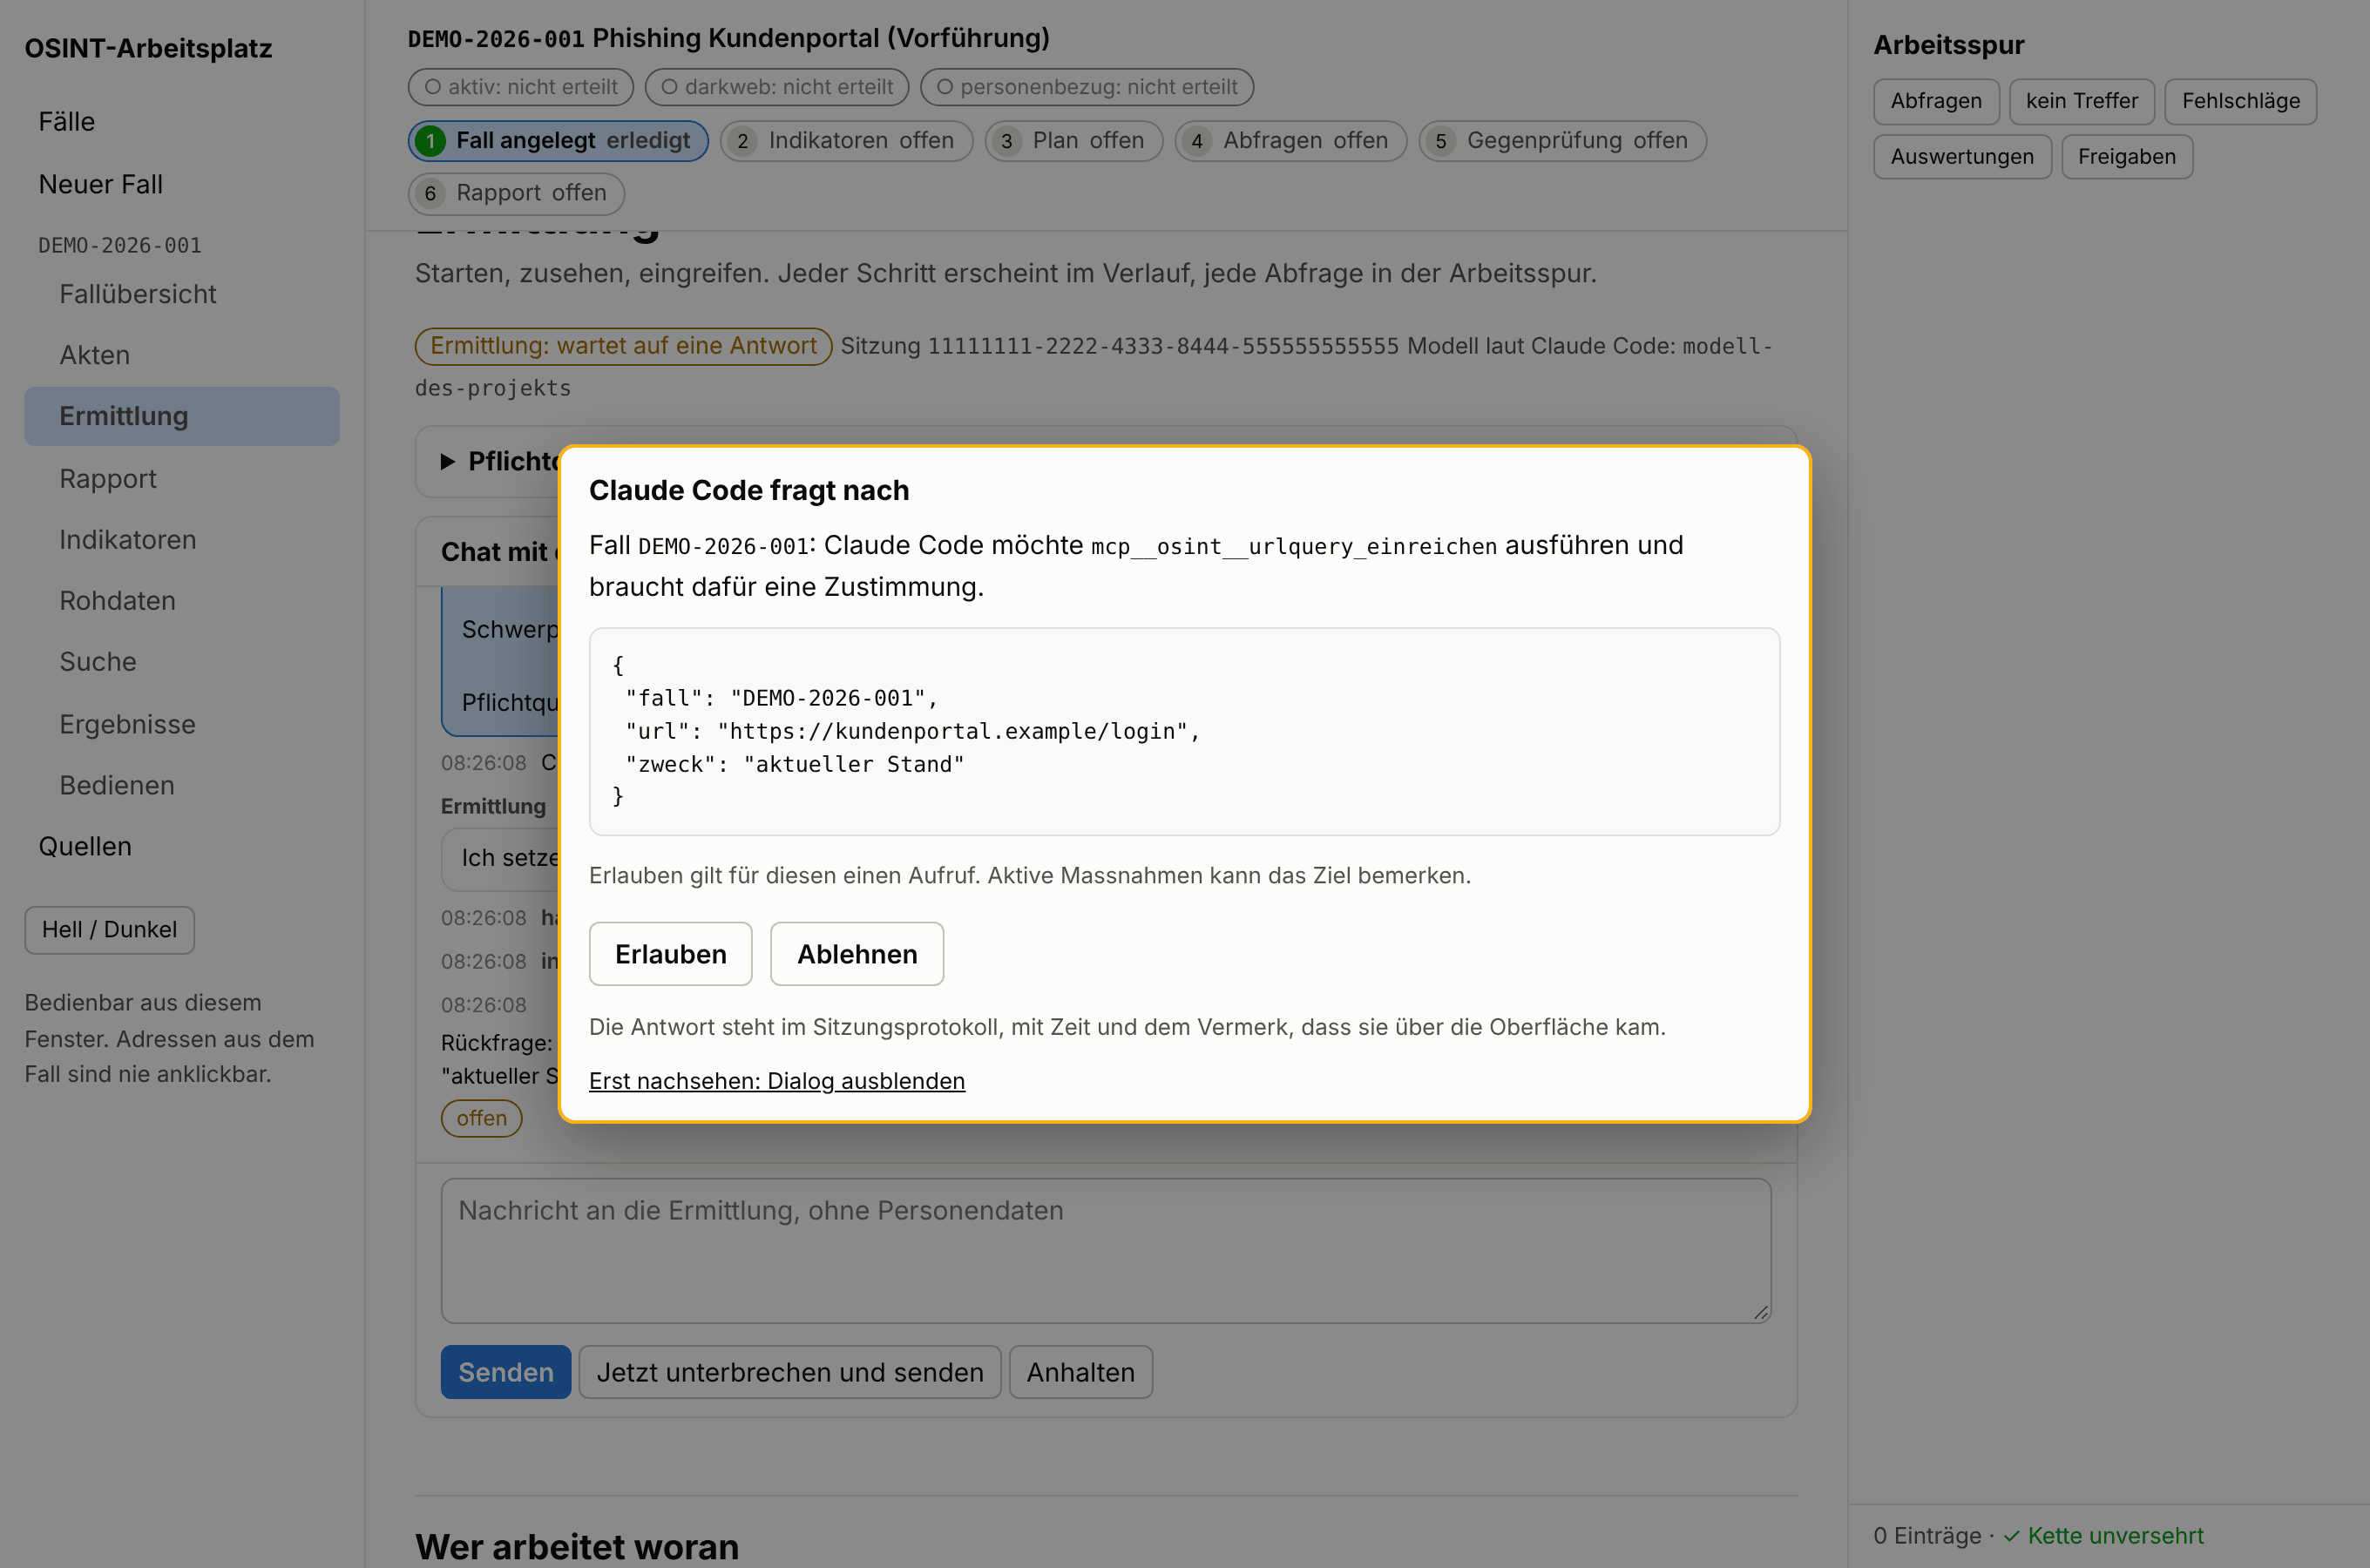 OSINT-Arbeitsplatz
Fälle
Neuer Fall
DEMO-2026-001
Fallübersicht
Akten
Ermittlung
Rapport
Indikatoren
Rohdaten
Suche
Ergebnisse
Bedienen
Quellen
Hell / Dunkel
Bedienbar aus diesem
Fenster. Adressen aus dem
Fall sind nie anklickbar.
DEMO-2026-001 Phishing Kundenportal (Vorführung)
aktiv: nicht erteilt
darkweb: nicht erteilt
personenbezug: nicht erteilt
1 Fall angelegt erledigt
2 Indikatoren offen
3 Plan offen
4 Abfragen offen
5 Gegenprüfung offen
6 Rapport offen
Ermittlung
Starten, zusehen, eingreifen. Jeder Schritt erscheint im Verlauf, jede Abfrage in der Arbeitsspur.
Ermittlung: wartet auf eine Antwort Sitzung 11111111-2222-4333-8444-555555555555 Modell laut Claude Code: modell-
des-projekts
Chat mit
08:26:08
Ermittlung
Ich setze
08:26:08
08:26:08
08:26:08
Rückfrage:
"aktueller
offen
Claude Code fragt nach
Fall DEMO-2026-001: Claude Code möchte mcp__osint__urlquery_einreichen ausführen und
braucht dafür eine Zustimmung.
{
"fall": "DEMO-2026-001",
"url": "https://kundenportal.example/login",
"zweck": "aktueller Stand"
}
Erlauben gilt für diesen einen Aufruf. Aktive Massnahmen kann das Ziel bemerken.
Erlauben
Ablehnen
Die Antwort steht im Sitzungsprotokoll, mit Zeit und dem Vermerk, dass sie über die Oberfläche kam.
Erst nachsehen: Dialog ausblenden
Nachricht an die Ermittlung, ohne Personendaten
Senden
Jetzt unterbrechen und senden
Anhalten
Wer arbeitet woran
Arbeitsspur
Abfragen
kein Treffer
Fehlschläge
Auswertungen
Freigaben
0 Einträge · ✓ Kette unversehrt